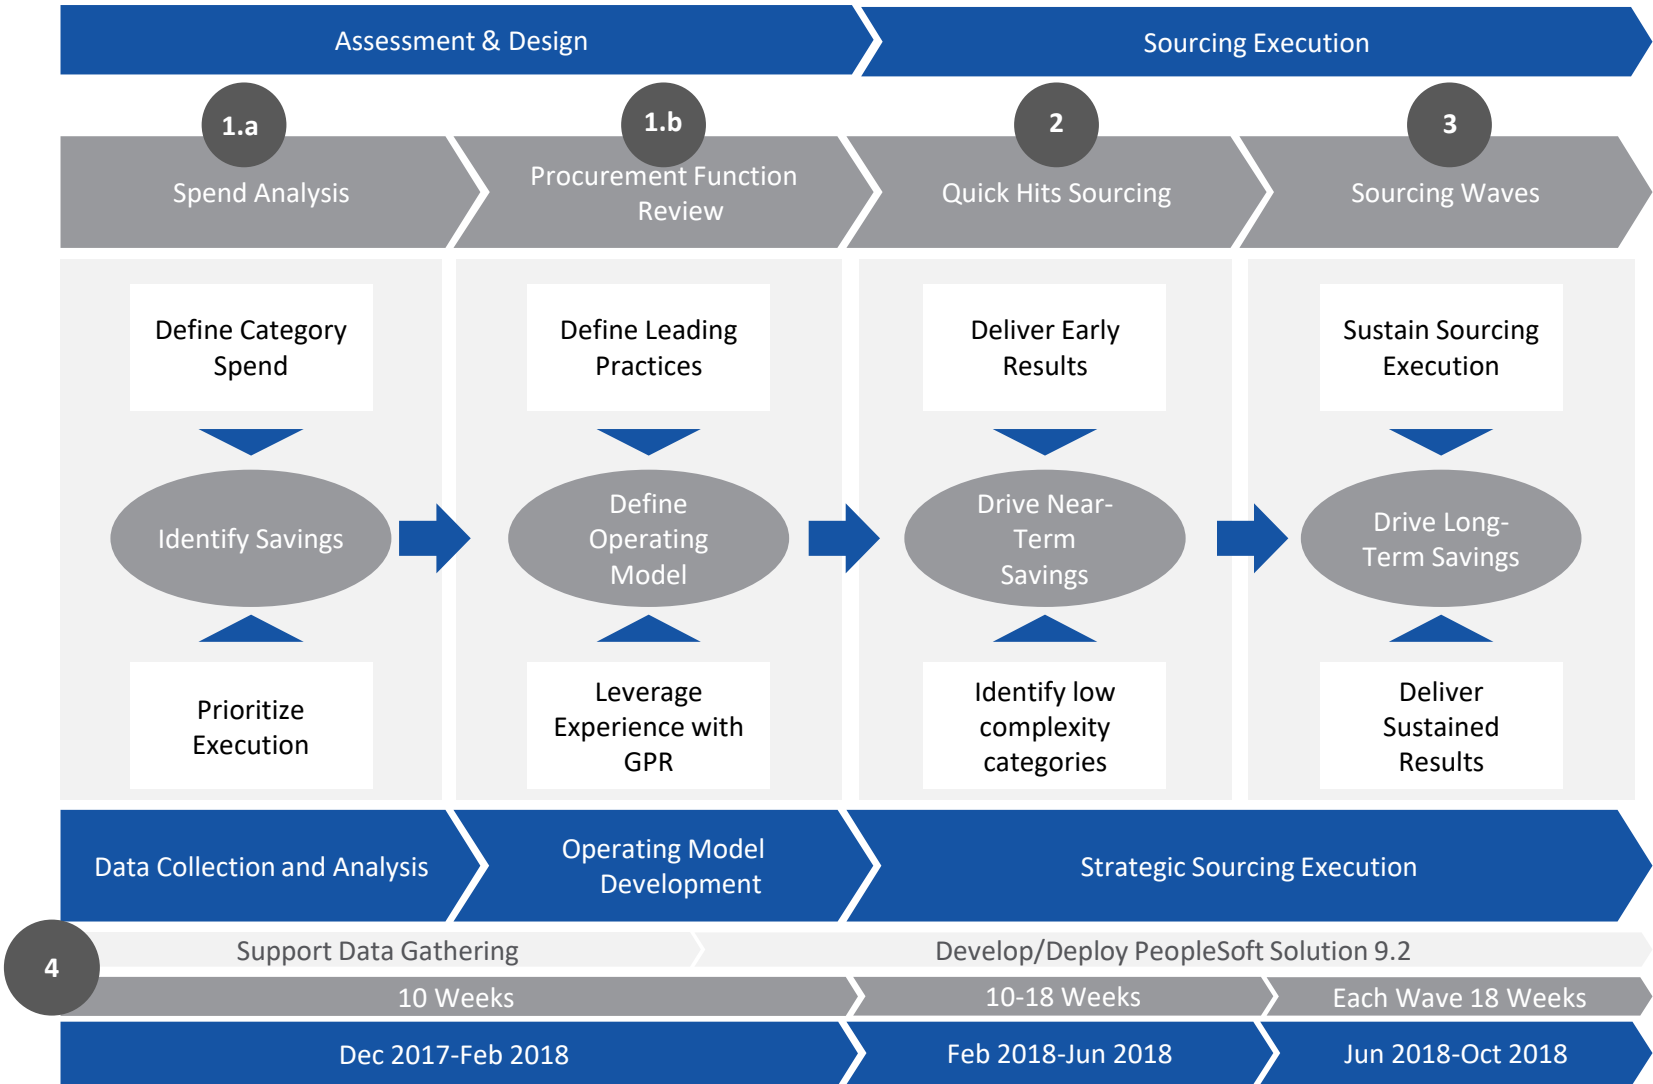 Assessment & Design
Sourcing Execution
1.a
1.b
2
3
Spend Analysis
Procurement Function
Review
Quick Hits Sourcing
Sourcing Waves
Define Category
Spend
Define Leading
Practices
Deliver Early
Results
Sustain Sourcing
Execution
Identify Savings
Define
Operating
Model
Drive Near-
Term
Savings
Drive Long-
Term Savings
Prioritize
Execution
Leverage
Experience with
GPR
Identify low
complexity
categories
Deliver
Sustained
Results
Data Collection and Analysis
Operating Model
Development
Strategic Sourcing Execution
4
Support Data Gathering
Develop/Deploy PeopleSoft Solution 9.2
10 Weeks
10-18 Weeks
Each Wave 18 Weeks
Dec 2017-Feb 2018
Feb 2018-Jun 2018
Jun 2018-Oct 2018